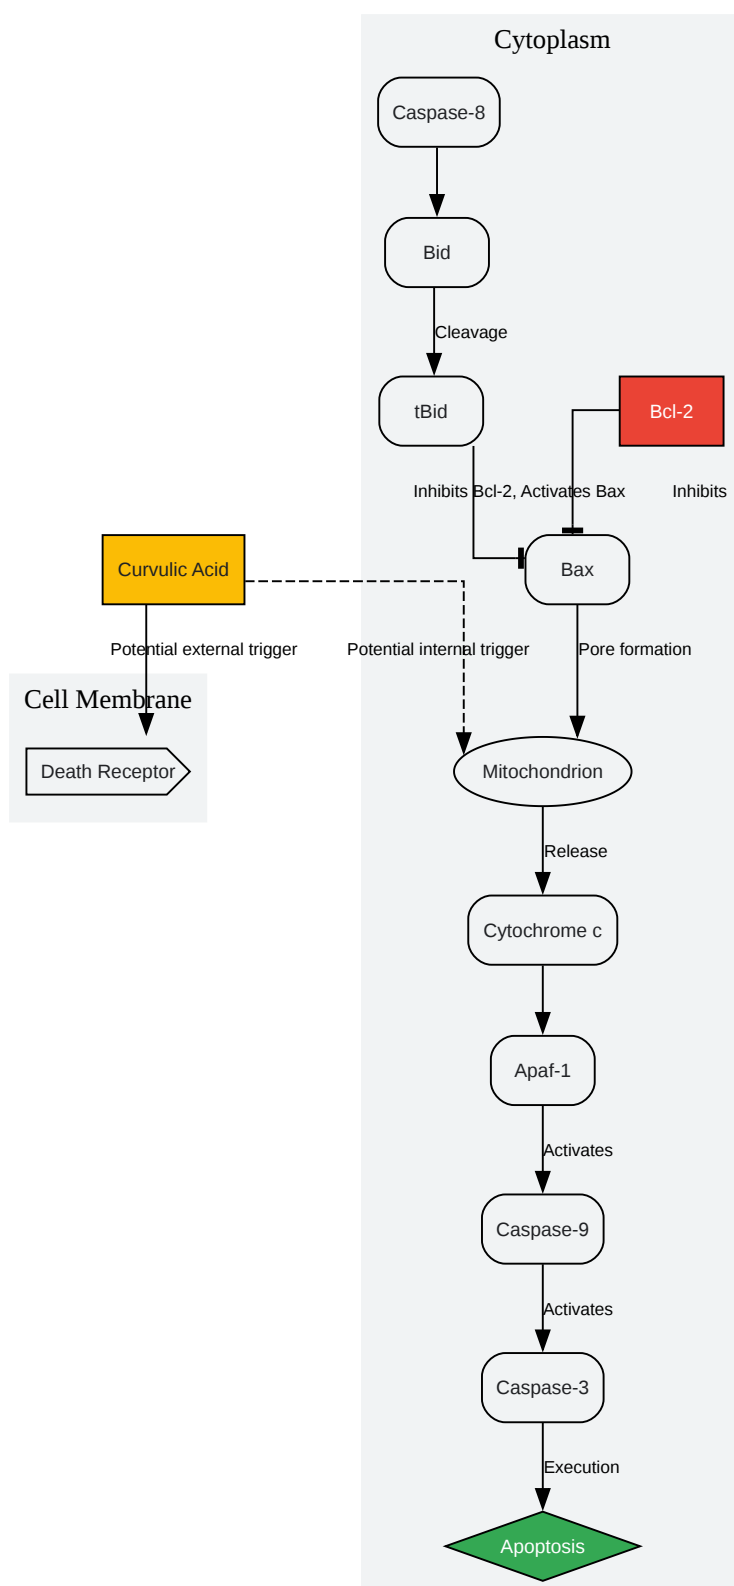 Cytoplasm
Caspase-8
Bid
Cleavage
tBid
Bcl-2
Inhibits Bcl-2, Activates Bax
Inhibits
Curvulic Acid
Bax
Potential external trigger
Potential internal trigger
Pore formation
Cell Membrane
Death Receptor
Mitochondrion
Release
Cytochrome c
Apaf-1
Activates
Caspase-9
Activates
Caspase-3
Execution
Apoptosis